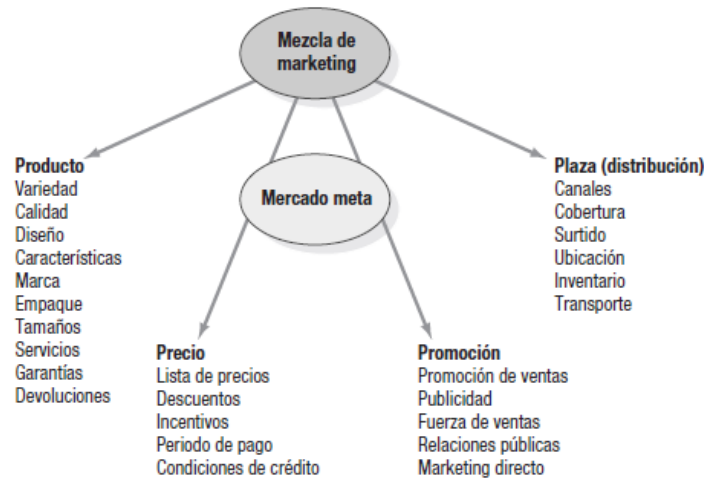 Mezcla de
marketing
Mercado meta
Producto
Variedad
Calidad
Diseño
Características
Marca
Empaque
Tamaños
Servicios
Garantías
Devoluciones
Precio
Lista de precios
Descuentos
Incentivos
Periodo de pago
Condiciones de crédito
Promoción
Promoción de ventas
Publicidad
Fuerza de ventas
Relaciones públicas
Marketing directo
Plaza (distribución)
Canales
Cobertura
Surtido
Ubicación
Inventario
Transporte